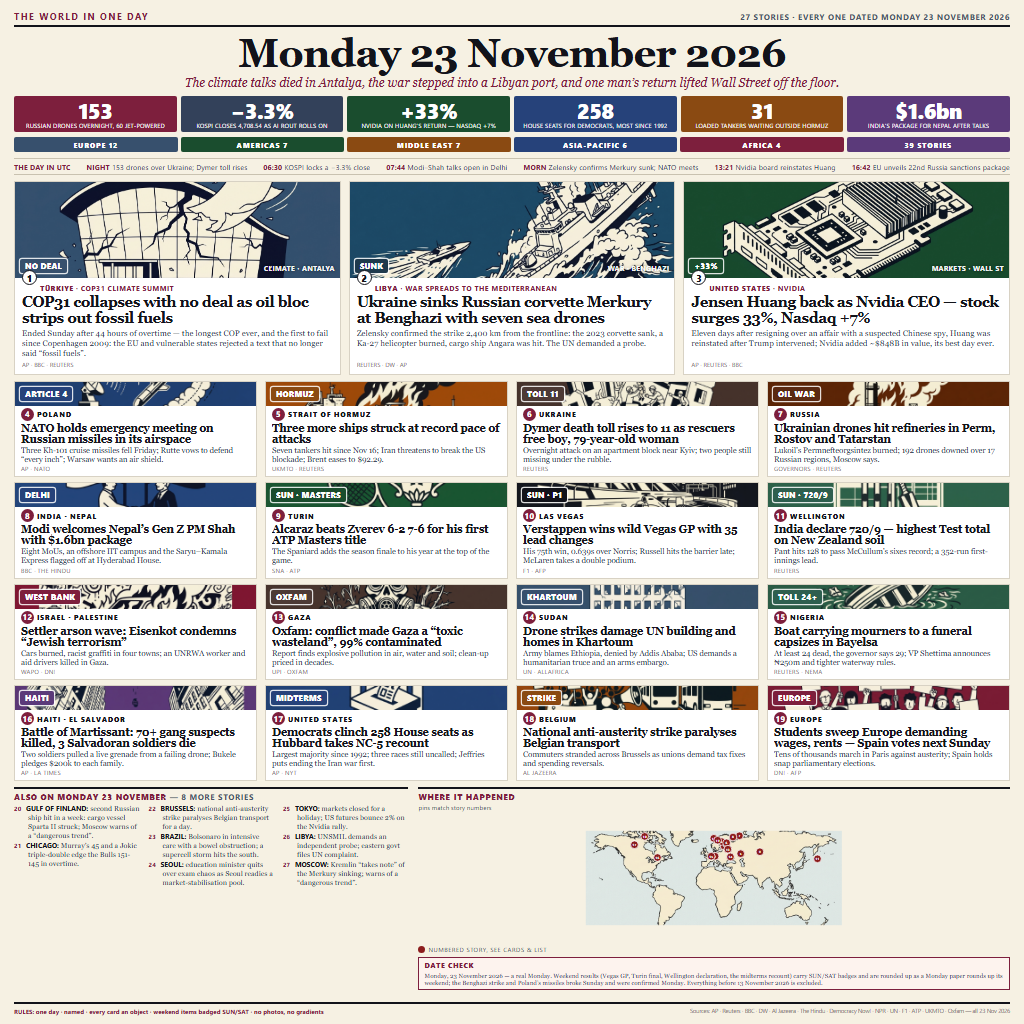 THE WORLD IN ONE DAY
27 STORIES · EVERY ONE DATED MONDAY 23 NOVEMBER 2026
Monday 23 November 2026
The climate talks died in Antalya, the war stepped into a Libyan port, and one man's return lifted Wall Street off the floor.
153
RUSSIAN DRONES OVERNIGHT, 60 JET-POWERED
−3.3%
KOSPI CLOSES 4,708.54 AS AI ROUT ROLLS ON
+33%
NVIDIA ON HUANG'S RETURN — NASDAQ +7%
258
HOUSE SEATS FOR DEMOCRATS, MOST SINCE 1992
31
LOADED TANKERS WAITING OUTSIDE HORMUZ
$1.6bn
INDIA'S PACKAGE FOR NEPAL AFTER TALKS
EUROPE 12
AMERICAS 7
MIDDLE EAST 7
ASIA-PACIFIC 6
AFRICA 4
39 STORIES
THE DAY IN UTC
NIGHT 153 drones over Ukraine; Dymer toll rises
06:30 KOSPI locks a -3.3% close
07:44 Modi-Shah talks open in Delhi
MORN Zelensky confirms Merkury sunk; NATO meets
13:21 Nvidia board reinstates Huang
16:42 EU unveils 22nd Russia sanctions package
NO DEAL
CLIMATE · ANTALYA
1
TÜRKIYE · COP31 CLIMATE SUMMIT
COP31 collapses with no deal as oil bloc
strips out fossil fuels
Ended Sunday after 44 hours of overtime — the longest COP ever, and the first to fail
since Copenhagen 2009: the EU and vulnerable states rejected a text that no longer
said "fossil fuels".
AP · BBC · REUTERS
SUNK
WAR · BENGHAZI
2
LIBYA · WAR SPREADS TO THE MEDITERRANEAN
Ukraine sinks Russian corvette Merkury
at Benghazi with seven sea drones
Zelensky confirmed the strike 2,400 km from the frontline: the 2023 corvette sank, a
Ka-27 helicopter burned, cargo ship Angara was hit. The UN demanded a probe.
REUTERS · DW · AP
+33%
MARKETS · WALL ST
3
UNITED STATES · NVIDIA
Jensen Huang back as Nvidia CEO — stock
surges 33%, Nasdaq +7%
Eleven days after resigning over an affair with a suspected Chinese spy, Huang was
reinstated after Trump intervened; Nvidia added ~$848B in value, its best day ever.
AP · REUTERS · BBC
ARTICLE 4
4 POLAND
NATO holds emergency meeting on
Russian missiles in its airspace
Three Kh-101 cruise missiles fell Friday; Rutte vows to defend
"every inch"; Warsaw wants an air shield.
AP · NATO
HORMUZ
5 STRAIT OF HORMUZ
Three more ships struck at record pace of
attacks
Seven tankers hit since Nov 16; Iran threatens to break the US
blockade; Brent eases to $92.29.
UKMTO · REUTERS
TOLL 11
6 UKRAINE
Dymer death toll rises to 11 as rescuers
free boy, 79-year-old woman
Overnight attack on an apartment block near Kyiv; two people still
missing under the rubble.
REUTERS
OIL WAR
7 RUSSIA
Ukrainian drones hit refineries in Perm,
Rostov and Tatarstan
Lukoil's Permnefteorgsintez burned; 192 drones downed over 17
Russian regions, Moscow says.
GOVERNORS · REUTERS
DELHI
8 INDIA · NEPAL
Modi welcomes Nepal's Gen Z PM Shah
with $1.6bn package
Eight MoUs, an offshore IIT campus and the Saryu–Kamala
Express flagged off at Hyderabad House.
BBC · THE HINDU
SUN · MASTERS
9 TURIN
Alcaraz beats Zverev 6-2 7-6 for his first
ATP Masters title
The Spaniard adds the season finale to his year at the top of the
game.
SNA · ATP
SUN · P1
10 LAS VEGAS
Verstappen wins wild Vegas GP with 35
lead changes
His 75th win, 0.639s over Norris; Russell hits the barrier late;
McLaren takes a double podium.
F1 · AFP
SUN · 720/9
11 WELLINGTON
India declare 720/9 — highest Test total
on New Zealand soil
Pant hits 128 to pass McCullum's sixes record; a 352-run first-
innings lead.
REUTERS
WEST BANK
12 ISRAEL · PALESTINE
Settler arson wave: Eisenkot condemns
"Jewish terrorism"
Cars burned, racist graffiti in four towns; an UNRWA worker and
aid drivers killed in Gaza.
WAPO · DN!
OXFAM
13 GAZA
Oxfam: conflict made Gaza a "toxic
wasteland", 99% contaminated
Report finds explosive pollution in air, water and soil; clean-up
priced in decades.
UPI · OXFAM
KHARTOUM
14 SUDAN
Drone strikes damage UN building and
homes in Khartoum
Army blames Ethiopia, denied by Addis Ababa; US demands a
humanitarian truce and an arms embargo.
UN · ALLAFRICA
TOLL 24+
15 NIGERIA
Boat carrying mourners to a funeral
capsizes in Bayelsa
At least 24 dead, the governor says 29; VP Shettima announces
₦250m and tighter waterway rules.
REUTERS · NEMA
HAITI
16 HAITI · EL SALVADOR
Battle of Martissant: 70+ gang suspects
killed, 3 Salvadoran soldiers die
Two soldiers pulled a live grenade from a failing drone; Bukele
pledges $200k to each family.
AP · LA TIMES
MIDTERMS
17 UNITED STATES
Democrats clinch 258 House seats as
Hubbard takes NC-5 recount
Largest majority since 1992; three races still uncalled; Jeffries
puts ending the Iran war first.
AP · NYT
STRIKE
18 BELGIUM
National anti-austerity strike paralyses
Belgian transport
Commuters stranded across Brussels as unions demand tax fixes
and spending reversals.
AL JAZEERA
EUROPE
19 EUROPE
Students sweep Europe demanding
wages, rents — Spain votes next Sunday
Tens of thousands march in Paris against austerity; Spain holds
snap parliamentary elections.
DN! · AFP
ALSO ON MONDAY 23 NOVEMBER — 8 MORE STORIES
20 GULF OF FINLAND: second Russian
ship hit in a week: cargo vessel
Sparta II struck; Moscow warns of
a "dangerous trend".
21 CHICAGO: Murray's 45 and a Jokic
triple-double edge the Bulls 151-
145 in overtime.
22 BRUSSELS: national anti-austerity
strike paralyses Belgian transport
for a day.
23 BRAZIL: Bolsonaro in intensive
care with a bowel obstruction; a
supercell storm hits the south.
24 SEOUL: education minister quits
over exam chaos as Seoul readies a
market-stabilisation pool.
25 TOKYO: markets closed for a
holiday; US futures bounce 2% on
the Nvidia rally.
26 LIBYA: UNSMIL demands an
independent probe; eastern govt
files UN complaint.
27 MOSCOW: Kremlin "takes note" of
the Merkury sinking; warns of a
"dangerous trend".
WHERE IT HAPPENED
pins match story numbers
NUMBERED STORY, SEE CARDS & LIST
DATE CHECK
Monday, 23 November 2026 — a real Monday. Weekend results (Vegas GP, Turin final, Wellington declaration, the midterms recount) carry SUN/SAT badges and are rounded up as a Monday paper rounds up its
weekend; the Benghazi strike and Poland's missiles broke Sunday and were confirmed Monday. Everything before 13 November 2026 is excluded.
RULES: one day · named · every card an object · weekend items badged SUN/SAT · no photos, no gradients
Sources: AP · Reuters · BBC · DW · Al Jazeera · The Hindu · Democracy Now! · NPR · UN · F1 · ATP · UKMTO · Oxfam — all 23 Nov 2026